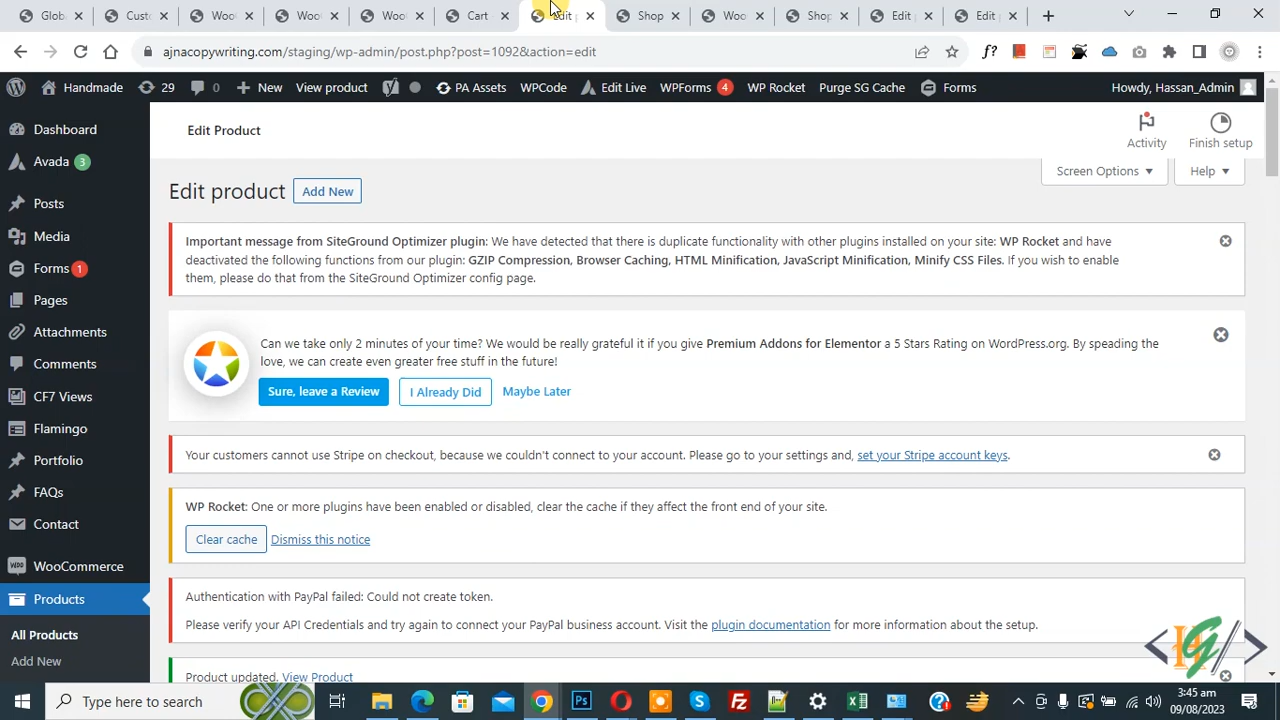 Glob
Custo
Woo
Woo
Woo
Cart
Edit p
Shop
Woo
Shop
Edit
Edit
ajnacopywriting.com/staging/wp-admin/post.php?post=1092&action=edit
Handmade
29
0
New
View product
PA Assets
WPCode
Edit Live
WPForms 4
WP Rocket
Purge SG Cache
Forms
Howdy, Hassan_Admin
Dashboard
Avada 3
Posts
Media
Forms 1
Pages
Attachments
Comments
CF7 Views
Flamingo
Portfolio
FAQs
Contact
WooCommerce
Products
All Products
Add New
Edit Product
Activity
Finish setup
Screen Options
Help
Edit product
Add New
Important message from SiteGround Optimizer plugin: We have detected that there is duplicate functionality with other plugins installed on your site: WP Rocket and have
deactivated the following functions from our plugin: GZIP Compression, Browser Caching, HTML Minification, JavaScript Minification, Minify CSS Files. If you wish to enable
them, please do that from the SiteGround Optimizer config page.
Can we take only 2 minutes of your time? We would be really grateful it if you give Premium Addons for Elementor a 5 Stars Rating on WordPress.org. By speading the
love, we can create even greater free stuff in the future!
Sure, leave a Review
I Already Did
Maybe Later
Your customers cannot use Stripe on checkout, because we couldn't connect to your account. Please go to your settings and, set your Stripe account keys.
WP Rocket: One or more plugins have been enabled or disabled, clear the cache if they affect the front end of your site.
Clear cache
Dismiss this notice
Authentication with PayPal failed: Could not create token.
Please verify your API Credentials and try again to connect your PayPal business account. Visit the plugin documentation for more information about the setup.
Product updated. View Product
Type here to search
3:45 am
09/08/2023